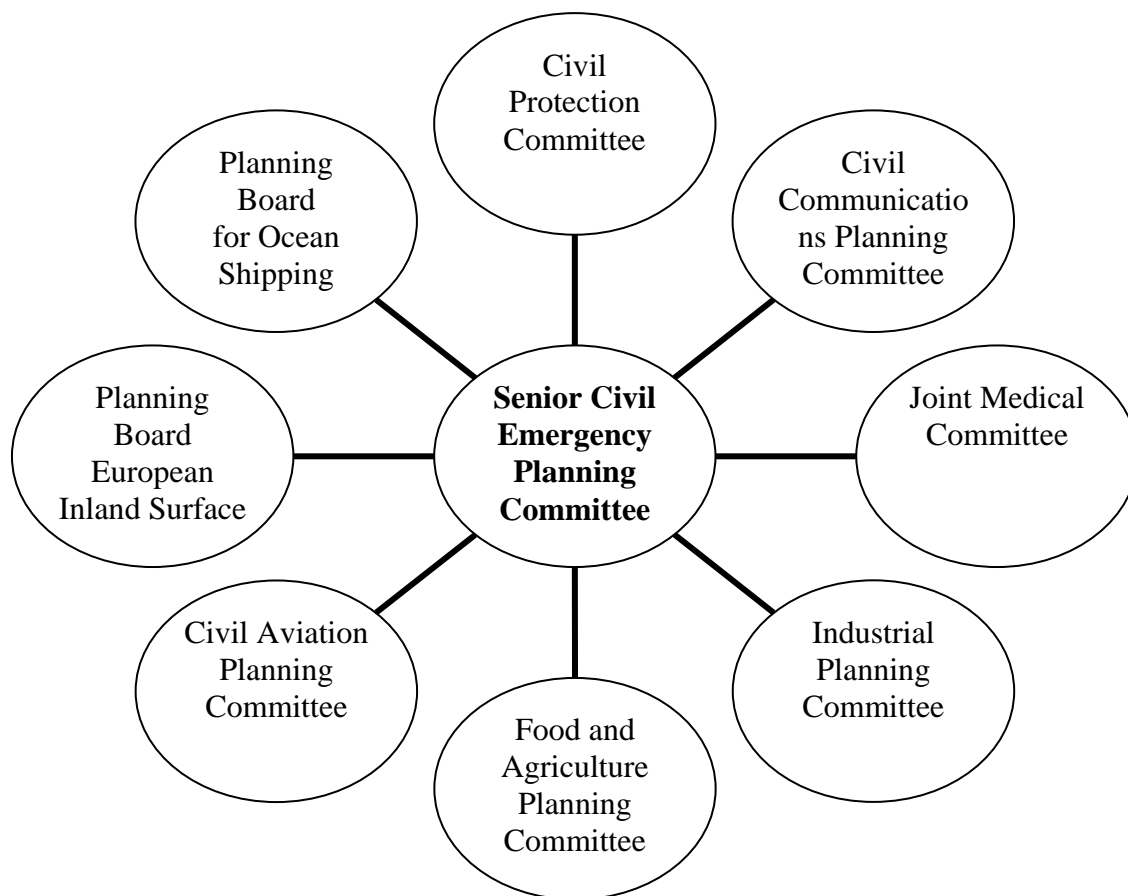 Civil
Protection
Committee
Planning
Board
for Ocean
Shipping
Civil
Communicatio
ns Planning
Committee
Planning
Board
European
Inland Surface
Senior Civil
Emergency
Planning
Committee
Joint Medical
Committee
Civil Aviation
Planning
Committee
Industrial
Planning
Committee
Food and
Agriculture
Planning
Committee